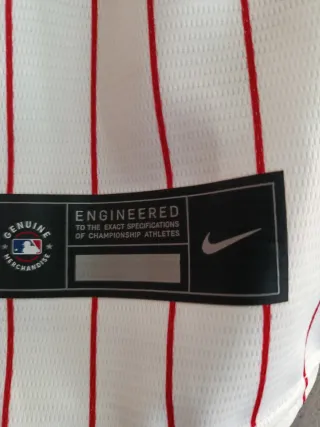 GENUINE
MERCHANDISE
ENGINEERED
TO THE EXACT SPECIFICATIONS
OF CHAMPIONSHIP ATHLETES